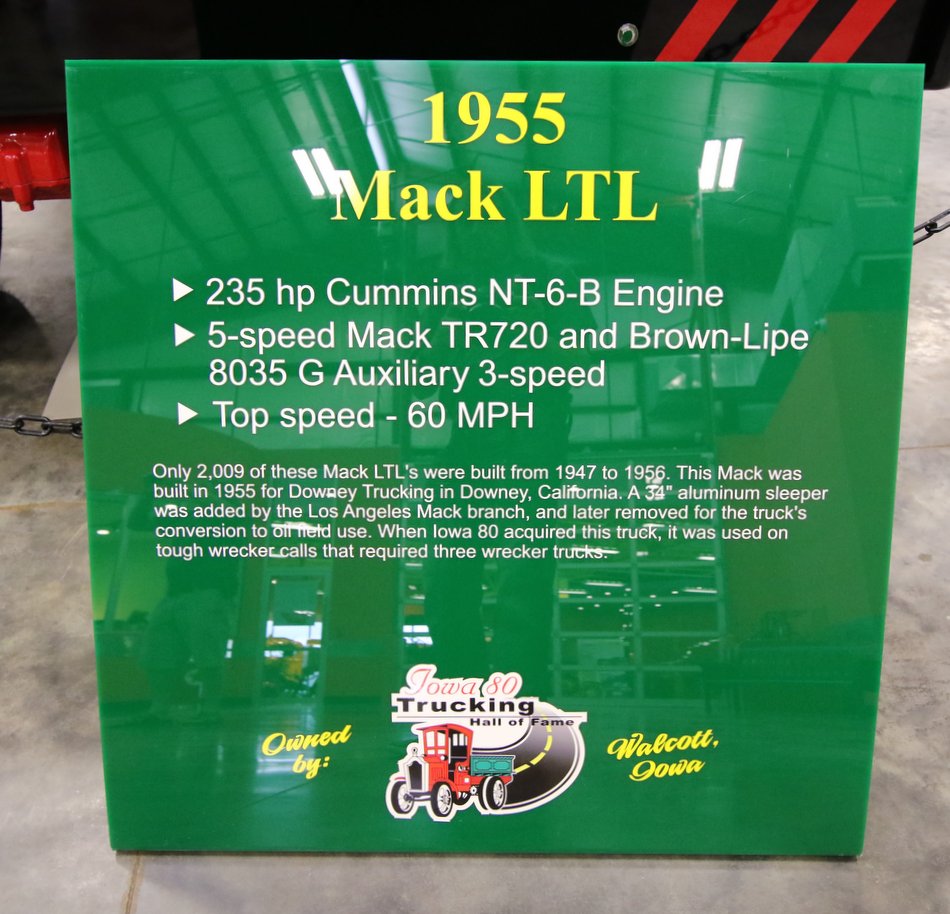 1955
Mack LTL
235 hp Cummins NT-6-B Engine
5-speed Mack TR720 and Brown-Lipe
8035 G Auxiliary 3-speed
Top speed - 60 MPH
Only 2,009 of these Mack LTL's were built from 1947 to 1956. This Mack was
built in 1955 for Downey Trucking in Downey, California. A 34" aluminum sleeper
was added by the Los Angeles Mack branch, and later removed for the truck's
conversion to oil field use. When Iowa 80 acquired this truck, it was used on
tough wrecker calls that required three wrecker trucks.
Iowa 80
Trucking
Hall of Fame
Owned
by:
Walcott,
Iowa